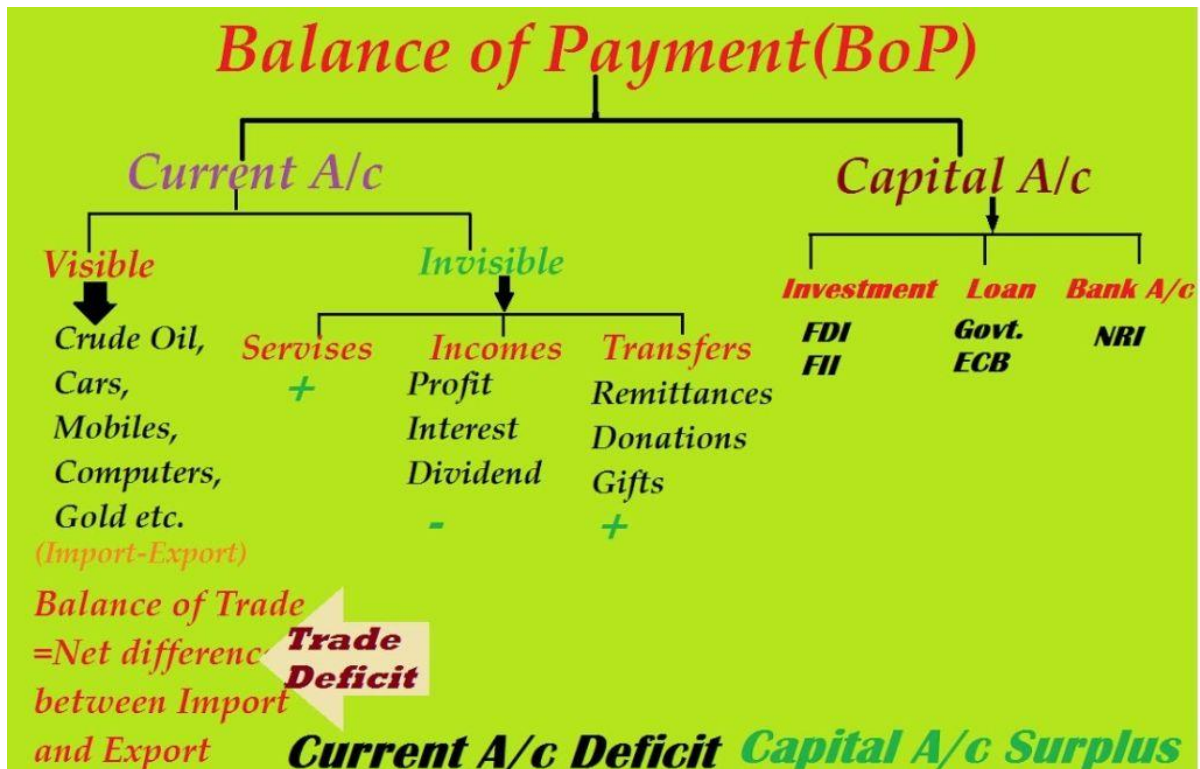 Balance of Payment(BoP)
Current A/c
Capital A/c
Visible
Invisible
Crude Oil,
Cars,
Mobiles,
Computers,
Gold etc.
(Import-Export)
Servises
+
Incomes
Profit
Interest
Dividend
-
Transfers
Remittances
Donations
Gifts
+
Investment
FDI
FII
Loan
Govt.
ECB
Bank A/c
NRI
Balance of Trade
=Net differenc
between Import
and Export
Trade
Deficit
Current A/c Deficit
Capital A/c Surplus